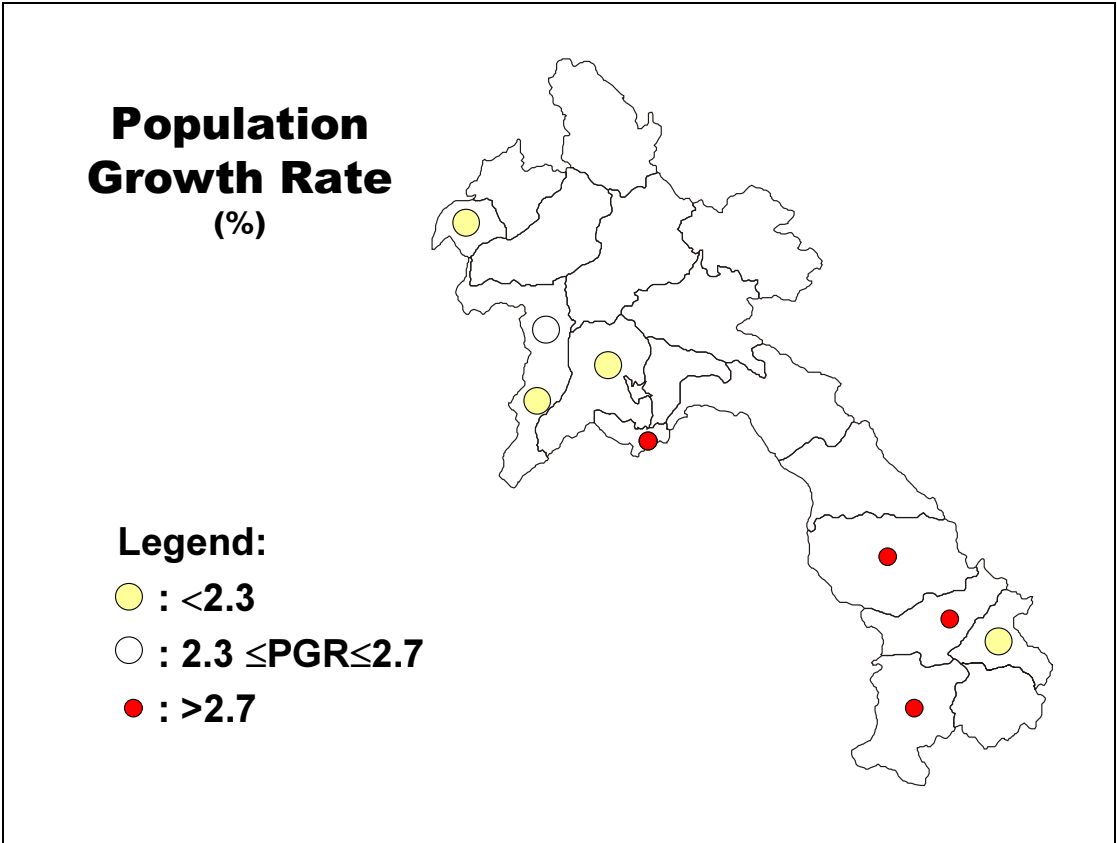 Population
Growth Rate
(%)
Legend:
: <2.3
: 2.3 ≤PGR≤2.7
: >2.7